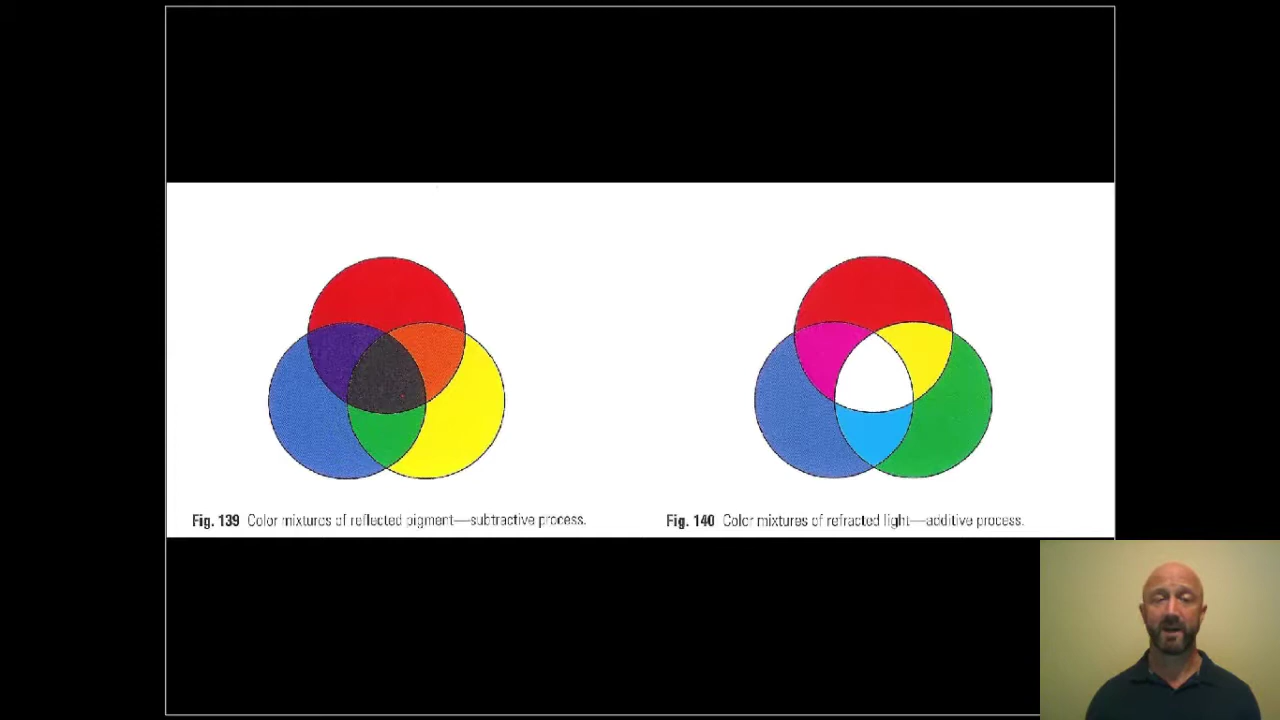 Fig. 139 Color mixtures of reflected pigment—subtractive process.
Fig. 140 Color mixtures of refracted light—additive process.